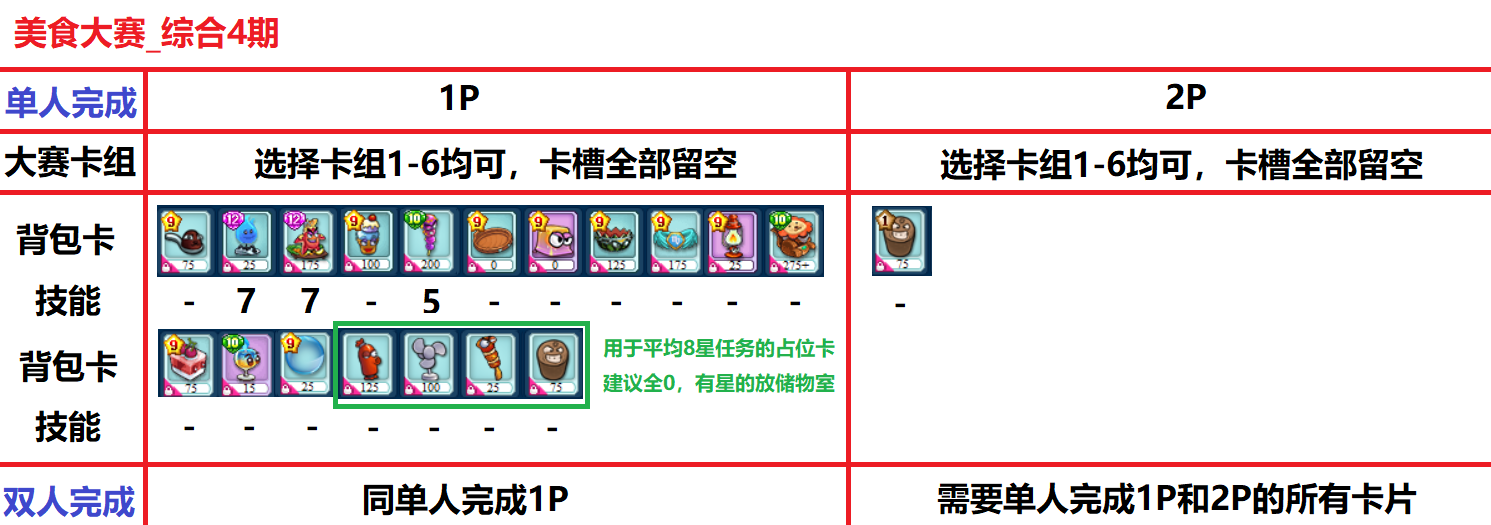 美食大赛_综合4期
单人完成 1P 2P
大赛卡组 选择卡组1-6均可，卡槽全部留空 选择卡组1-6均可，卡槽全部留空
9 12 12 9 10 9 9 9 9 9 10 1
背包卡
75 25 175 100 200 0 0 125 175 25 275+ 75
技能 - 7 7 - 5 - - - - - - -
9 10 9
背包卡 用于平均8星任务的占位卡
建议全0，有星的放储物室
75 15 25 125 100 25 75
技能 - - - - - - -
双人完成 同单人完成1P 需要单人完成1P和2P的所有卡片